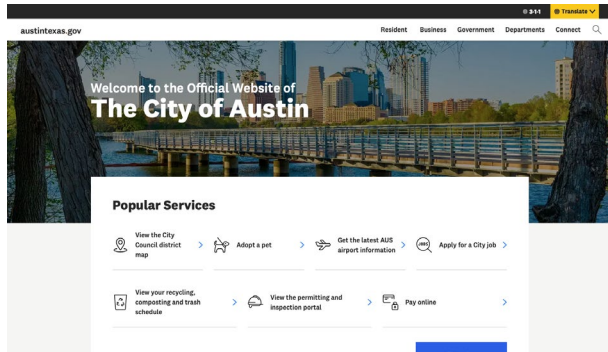 3-1-1
Translate
austintexas.gov
Resident Business Government Departments Connect
Welcome to the Official Website of
The City of Austin
Popular Services
View the City
Council district
map
Adopt a pet
Get the latest AUS
airport information
JOBS
Apply for a City job
View your recycling,
composting and trash
schedule
View the permitting and
inspection portal
Pay online